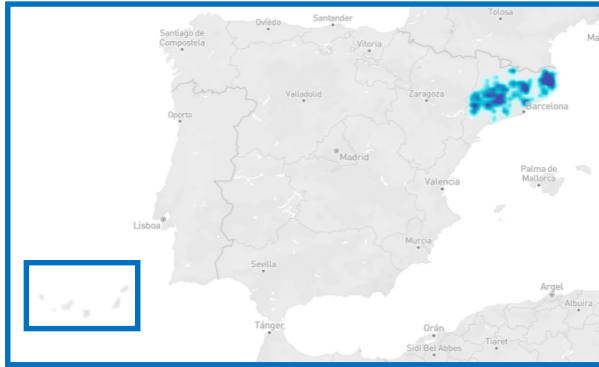 Tolosa
Oviedo
Santander
Santiago de
Compostela
Ma
Vitoria
Valladolid
Zaragoza
Barcelona
Oporto
Madrid
Palma de
Mallorca
Valencia
Lisboa
Murcia
Sevilla
Argel
Albuira
Tánger
Orán
Tiaret
Sidi Bel Abbes